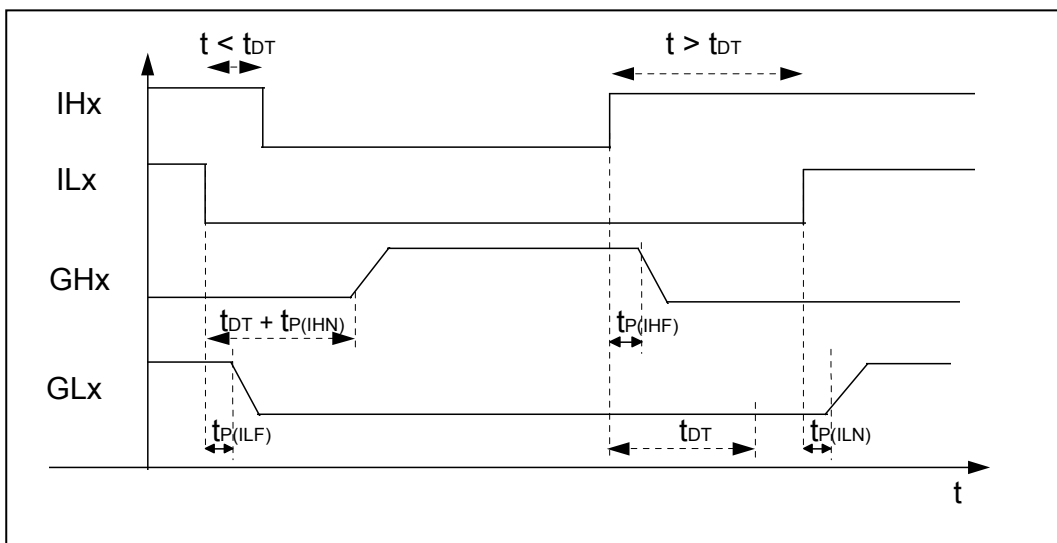 t < tDT
t > tDT
IHx
ILx
GHx
tDT + tP(IHN)
tP(IHF)
GLx
tP(ILF)
tDT
tP(ILN)
t